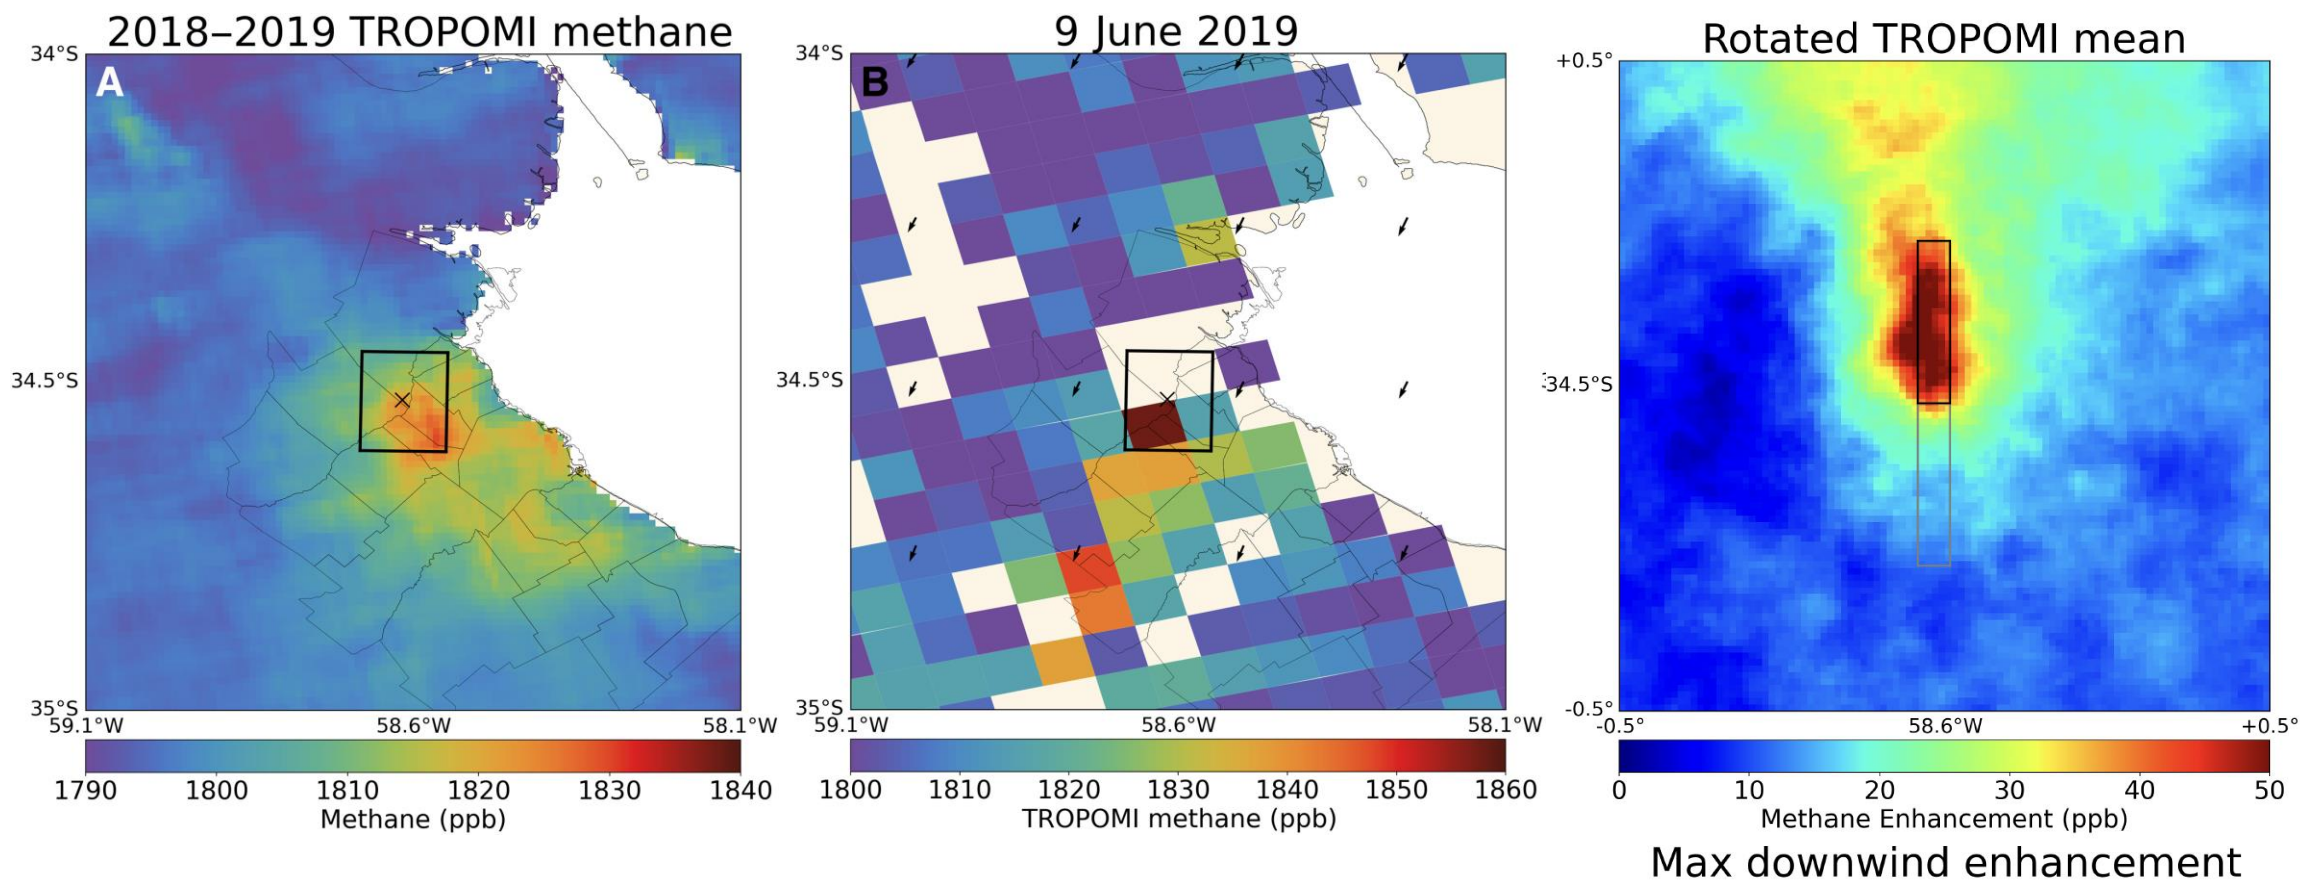 2018–2019 TROPOMI methane
34°S
A
34.5°S
35°S
59.1°W 58.6°W 58.1°W
1790 1800 1810 1820 1830 1840
Methane (ppb)
9 June 2019
34°S
B
34.5°S
35°S
59.1°W 58.6°W 58.1°W
1800 1810 1820 1830 1840 1850 1860
TROPOMI methane (ppb)
Rotated TROPOMI mean
+0.5°
34.5°S
-0.5°
-0.5° 58.6°W +0.5°
0 10 20 30 40 50
Methane Enhancement (ppb)
Max downwind enhancement